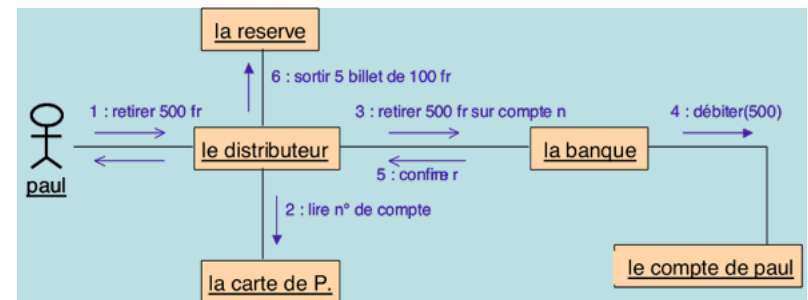 la reserve
6 : sortir 5 billet de 100 fr
1 : retirer 500 fr
3 : retirer 500 fr sur compte n
4 : débiter(500)
le distributeur
la banque
paul
5 : confire r
2 : lire n° de compte
la carte de P.
le compte de paul